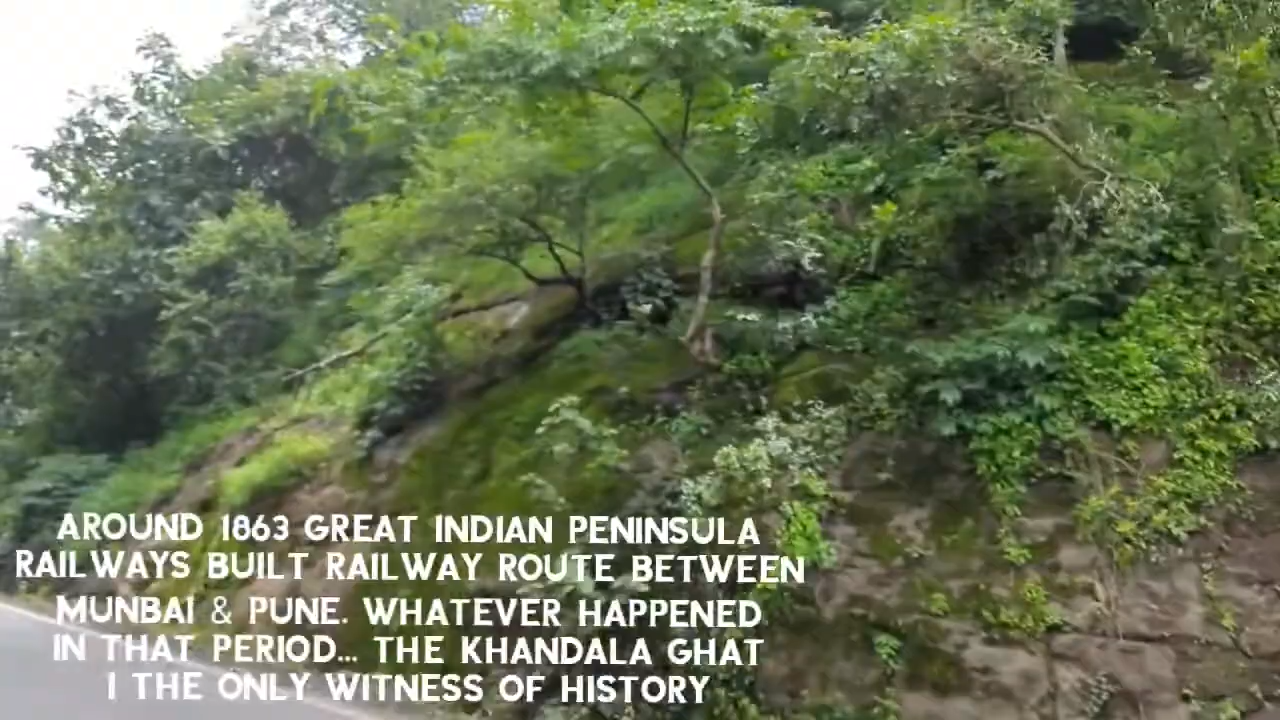 AROUND 1863 GREAT INDIAN PENINSULA
RAILWAYS BUILT RAILWAY ROUTE BETWEEN
MUNBAI & PUNE. WHATEVER HAPPENED
IN THAT PERIOD... THE KHANDALA GHAT
I THE ONLY WITNESS OF HISTORY